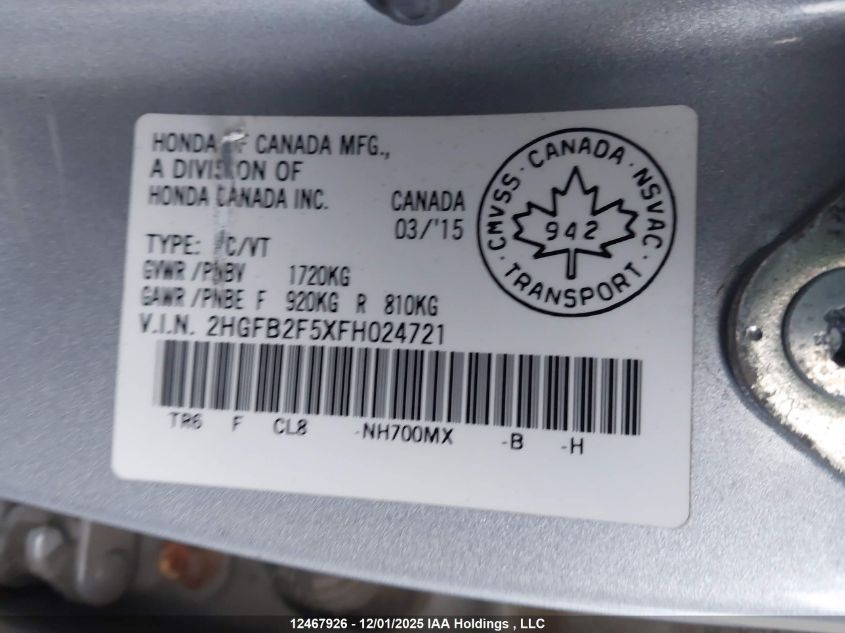 HONDA OF CANADA MFG.,
A DIVISION OF
HONDA CANADA INC.
CANADA
03/'15
TYPE: PC/VT
GVWR /PNBV 1720KG
GAWR /PNBE F 920KG R 810KG
V.I.N. 2HGFB2F5XFH024721
TR6 F CL8 -NH700MX -B -H
CMVSS · CANADA · NSVAC · TRANSPORT ·
942
12467926 - 12/01/2025 IAA Holdings , LLC